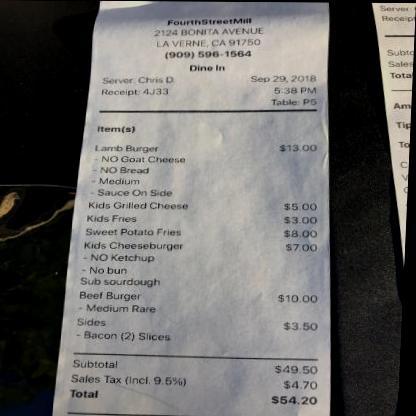 FourthStreetMill
2124 BONITA AVENUE
LA VERNE, CA 91750
(909) 596-1564
Dine In
Server: Chris D. Sep 29, 2018
Receipt: 4J33 5:38 PM
Table: P5
Item(s)
Lamb Burger $13.00
- NO Goat Cheese
- NO Bread
- Medium
- Sauce On Side
Kids Grilled Cheese $5.00
Kids Fries $3.00
Sweet Potato Fries $8.00
Kids Cheeseburger $7.00
- NO Ketchup
- No bun
Sub sourdough
Beef Burger $10.00
- Medium Rare
Sides $3.50
- Bacon (2) Slices
Subtotal $49.50
Sales Tax (Incl. 9.5%) $4.70
Total $54.20
Server:
Receipt
Subto
Sales
Tota
Am
Tip
To